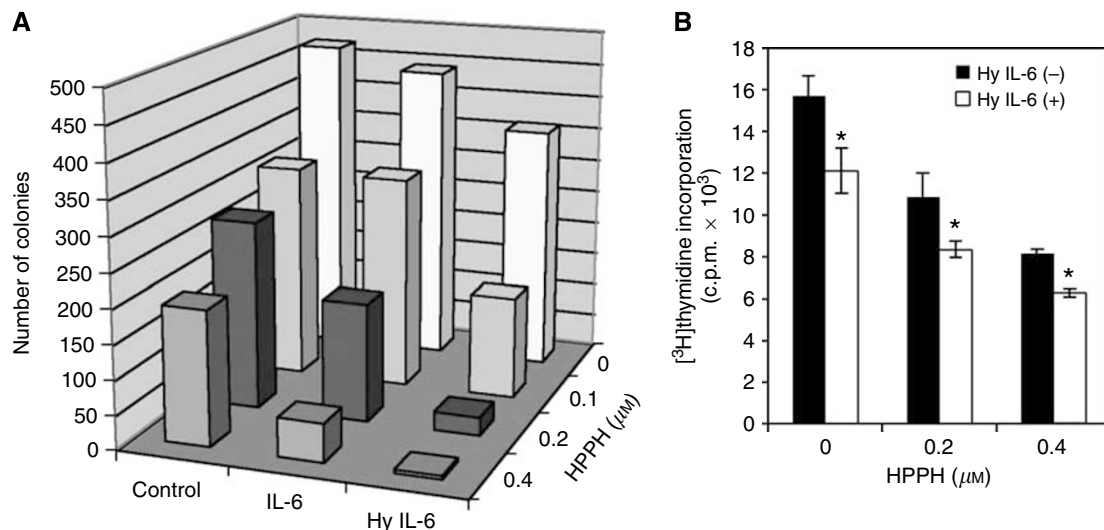 A
Number of colonies
500
450
400
350
300
250
200
150
100
50
0
Control
IL-6
Hy IL-6
0
0.1
0.2
0.4
HPPH (μM)
B
[³H]thymidine incorporation
(c.p.m. × 10³)
18
16
14
12
10
8
6
4
2
0
Hy IL-6 (–)
Hy IL-6 (+)
*
*
*
0
0.2
0.4
HPPH (μM)